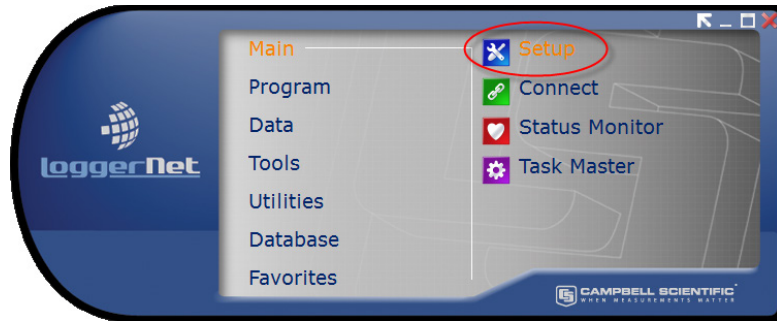 Main
Program
Data
Tools
Utilities
Database
Favorites
Setup
Connect
Status Monitor
Task Master
LoggerNet
CAMPBELL SCIENTIFIC
WHEN MEASUREMENTS MATTER